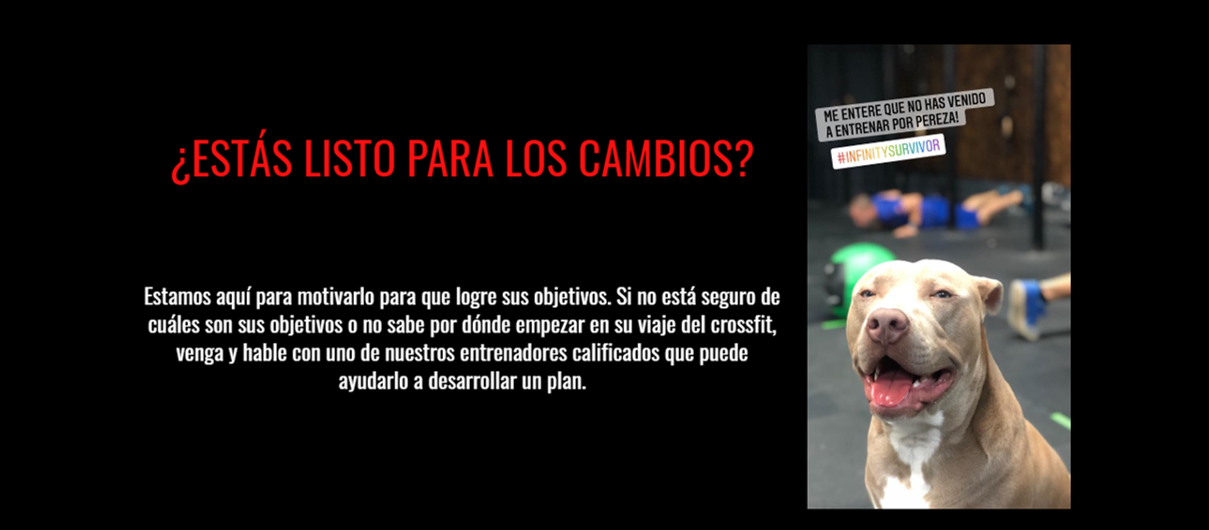 ¿ESTÁS LISTO PARA LOS CAMBIOS?
Estamos aquí para motivarlo para que logre sus objetivos. Si no está seguro de
cuáles son sus objetivos o no sabe por dónde empezar en su viaje del crossfit,
venga y hable con uno de nuestros entrenadores calificados que puede
ayudarlo a desarrollar un plan.
ME ENTERE QUE NO HAS VENIDO
A ENTRENAR POR PEREZA!
#INFINITYSURVIVOR